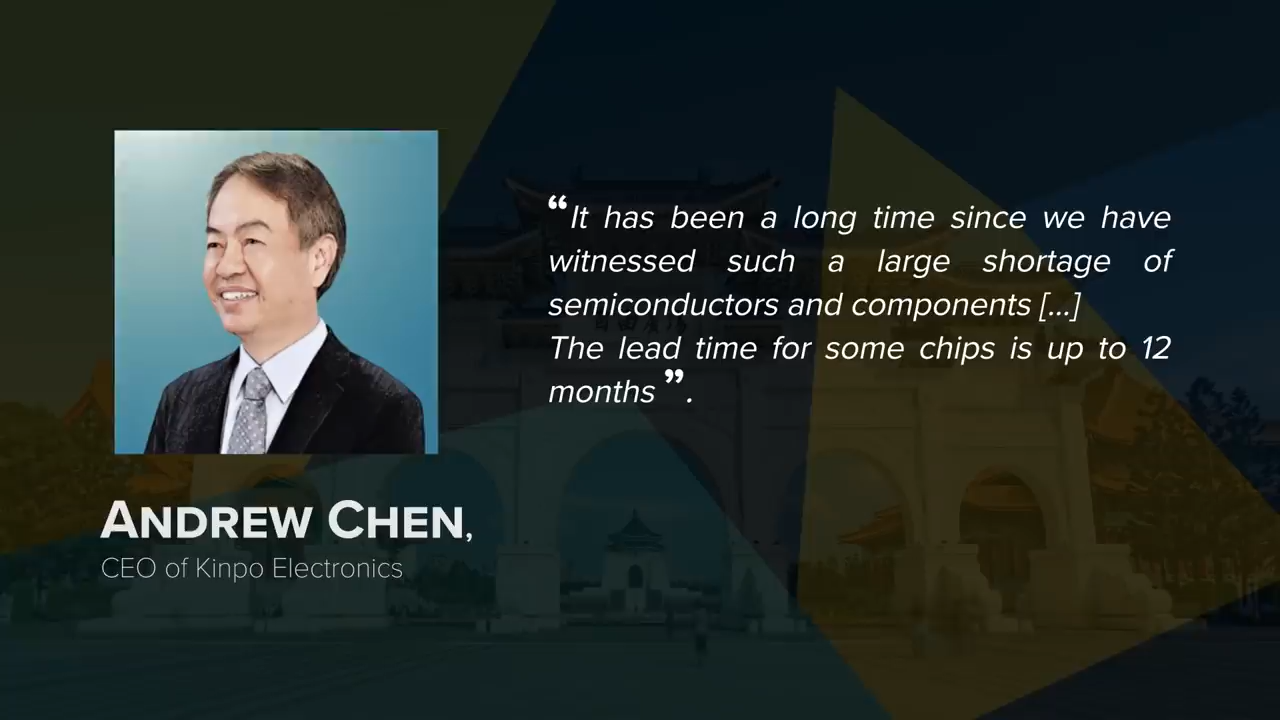 “It has been a long time since we have
witnessed such a large shortage of
semiconductors and components [...]
The lead time for some chips is up to 12
months”.
ANDREW CHEN,
CEO of Kinpo Electronics